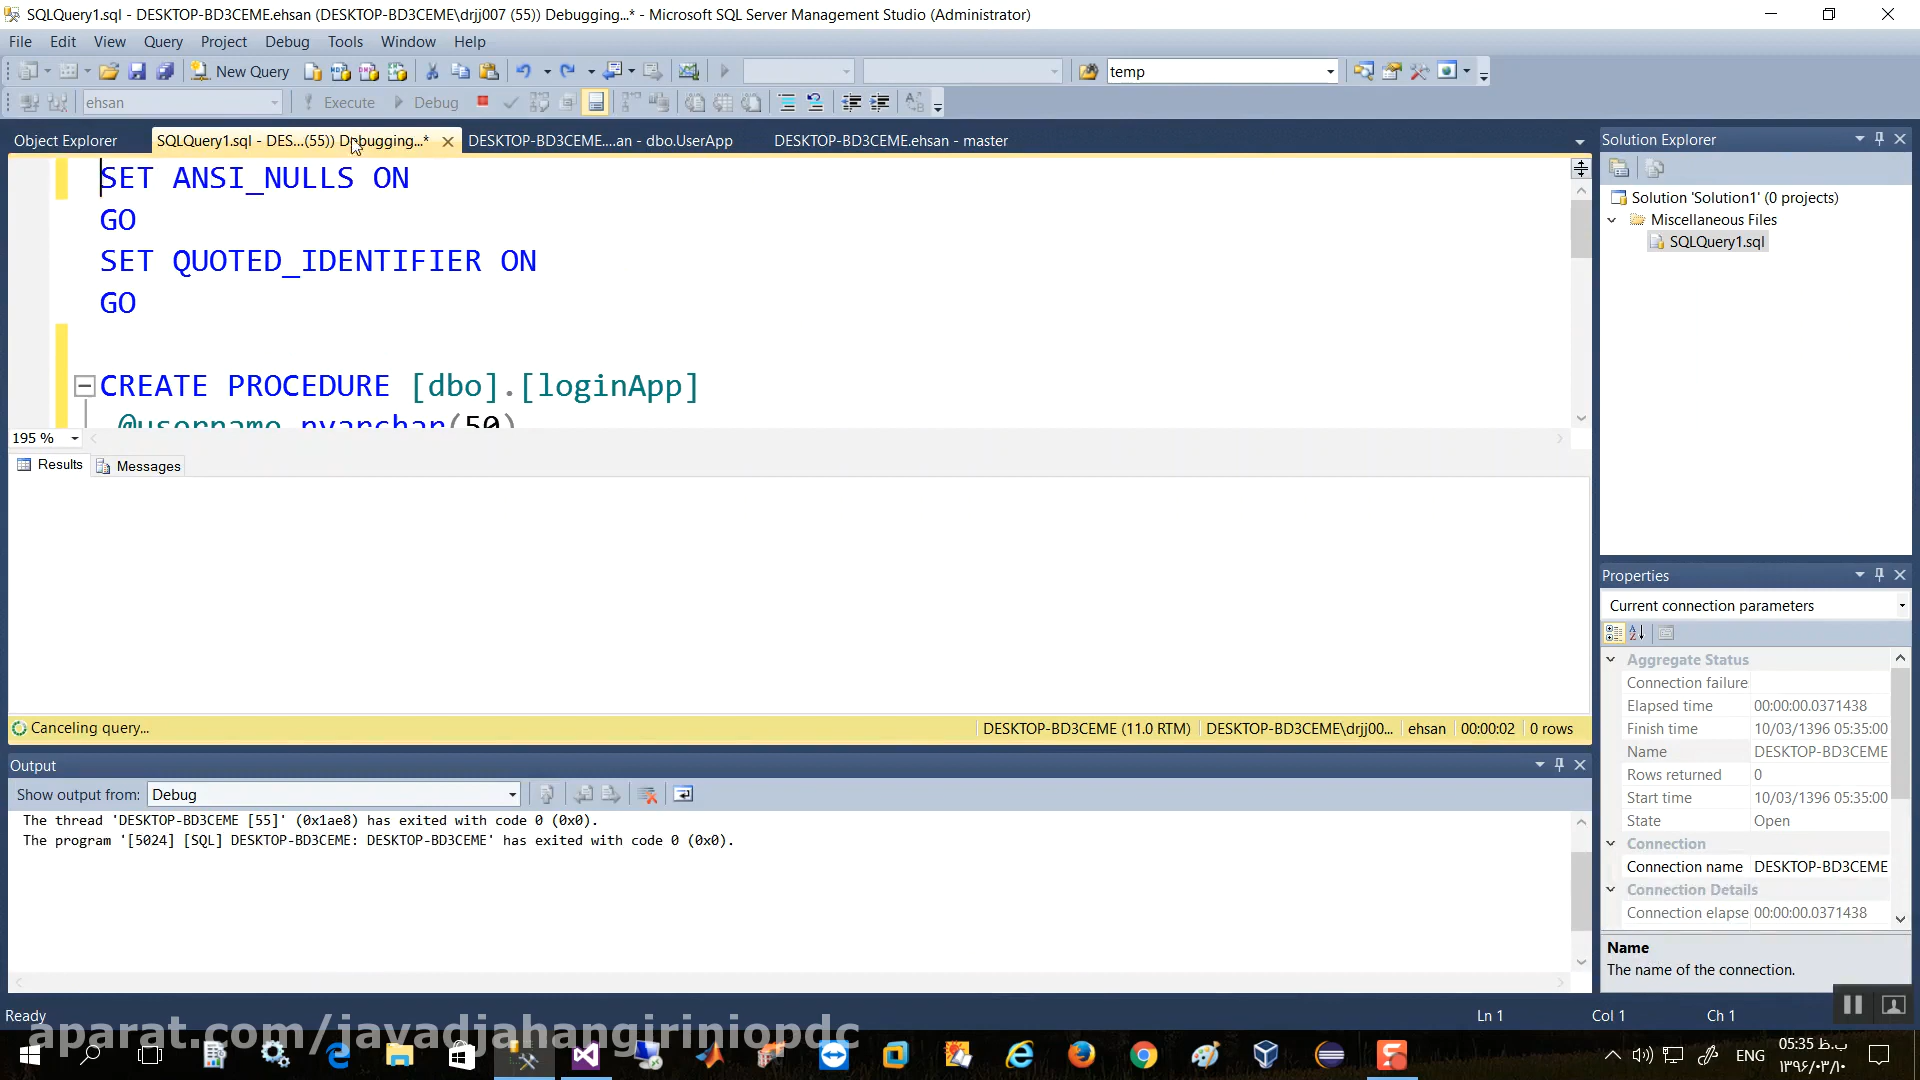 SQLQuery1.sql - DESKTOP-BD3CEME.ehsan (DESKTOP-BD3CEME\drjj007 (55)) Debugging...* - Microsoft SQL Server Management Studio (Administrator)
File Edit View Query Project Debug Tools Window Help
New Query temp
ehsan Execute Debug
Object Explorer SQLQuery1.sql - DES...(55)) Debugging...* DESKTOP-BD3CEME....an - dbo.UserApp DESKTOP-BD3CEME.ehsan - master
SET ANSI_NULLS ON
GO
SET QUOTED_IDENTIFIER ON
GO
CREATE PROCEDURE [dbo].[loginApp]
@username nvarchar(50)
195 %
Results Messages
Canceling query... DESKTOP-BD3CEME (11.0 RTM) DESKTOP-BD3CEME\drjj00... ehsan 00:00:02 0 rows
Output
Show output from: Debug
The thread 'DESKTOP-BD3CEME [55]' (0x1ae8) has exited with code 0 (0x0).
The program '[5024] [SQL] DESKTOP-BD3CEME: DESKTOP-BD3CEME' has exited with code 0 (0x0).
Solution Explorer
Solution 'Solution1' (0 projects)
Miscellaneous Files
SQLQuery1.sql
Properties
Current connection parameters
Aggregate Status
Connection failure
Elapsed time 00:00:00.0371438
Finish time 10/03/1396 05:35:00
Name DESKTOP-BD3CEME
Rows returned 0
Start time 10/03/1396 05:35:00
State Open
Connection
Connection name DESKTOP-BD3CEME
Connection Details
Connection elapse 00:00:00.0371438
Name
The name of the connection.
Ready Ln 1 Col 1 Ch 1
aparat.com/javadjahangiriniopdc
ENG
05:35 ب.ظ
۱۳۹۶/۰۳/۱۰